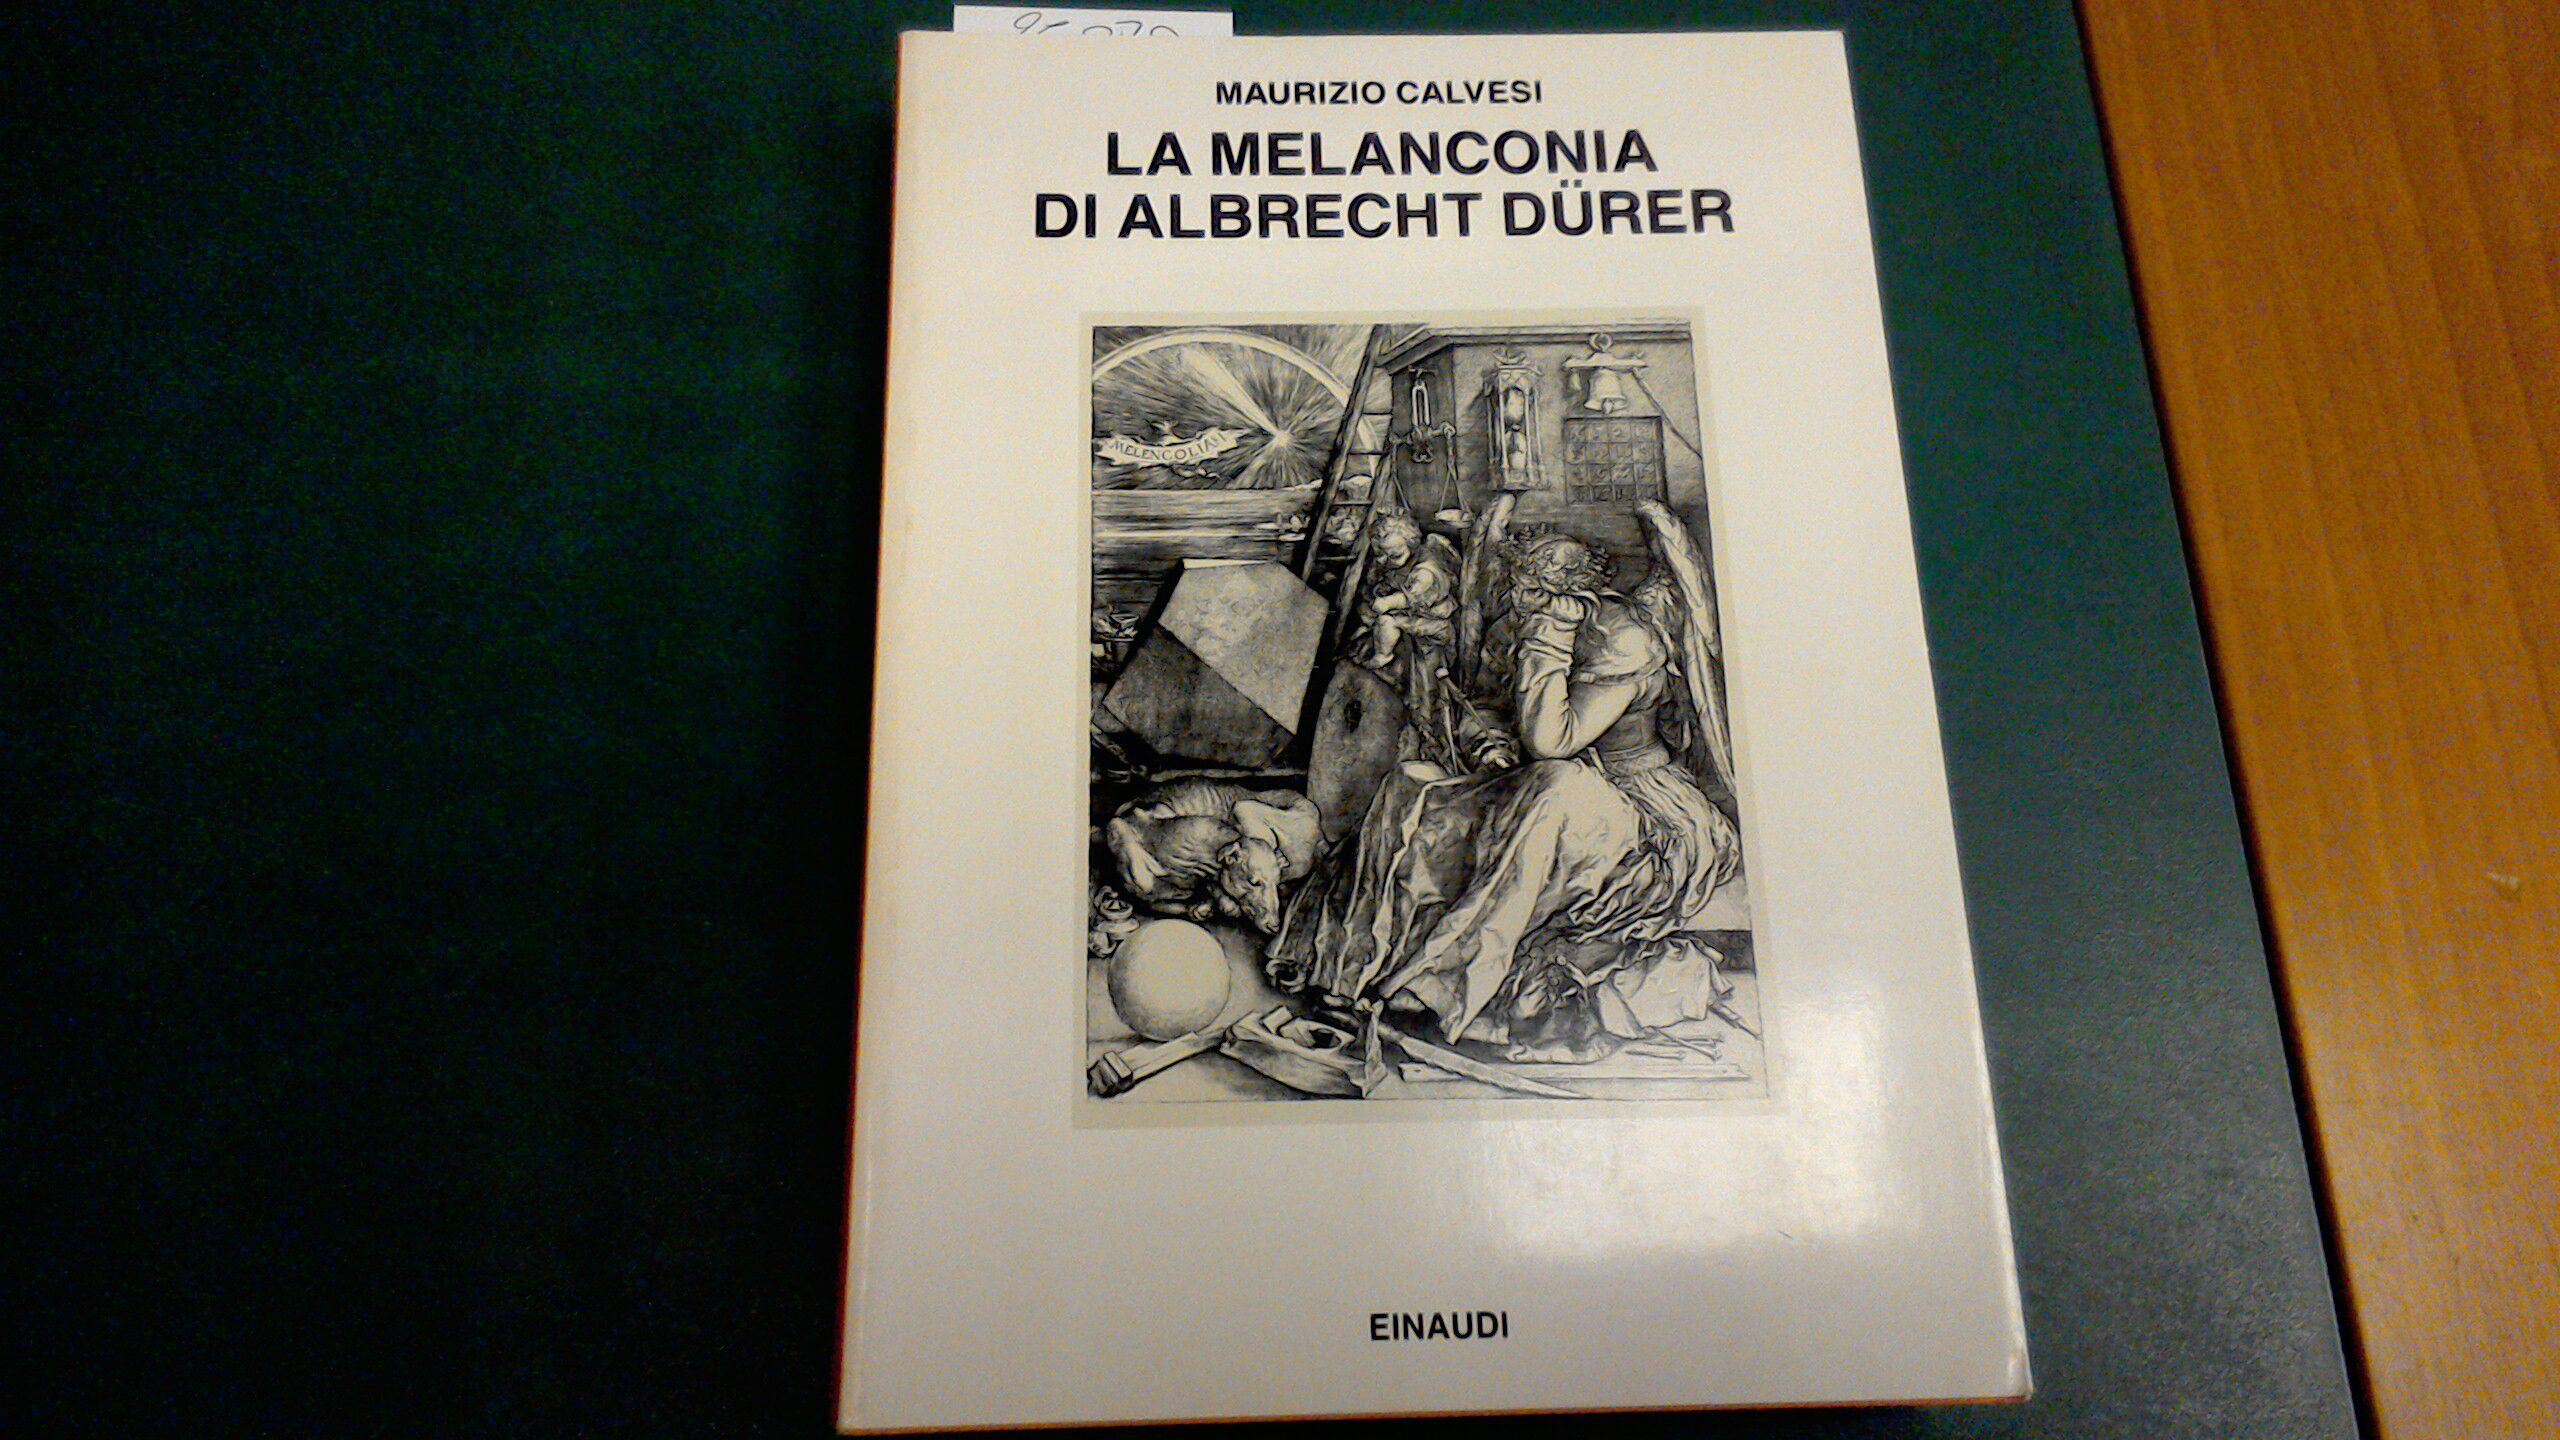 MAURIZIO CALVESI
LA MELANCONIA
DI ALBRECHT DÜRER
MELENCOLIA I
EINAUDI